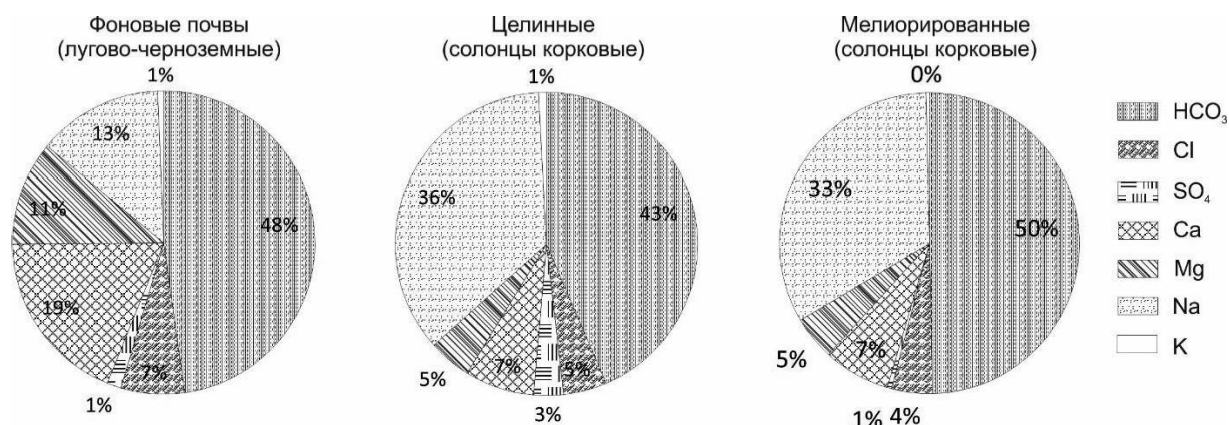 Фоновые почвы
(лугово-черноземные)
1%
13%
11%
48%
19%
7%
1%
Целинные
(солонцы корковые)
1%
36%
43%
7%
5%
5%
3%
Мелиорированные
(солонцы корковые)
0%
33%
50%
7%
5%
1%
4%
HCO₃
Cl
SO₄
Ca
Mg
Na
K